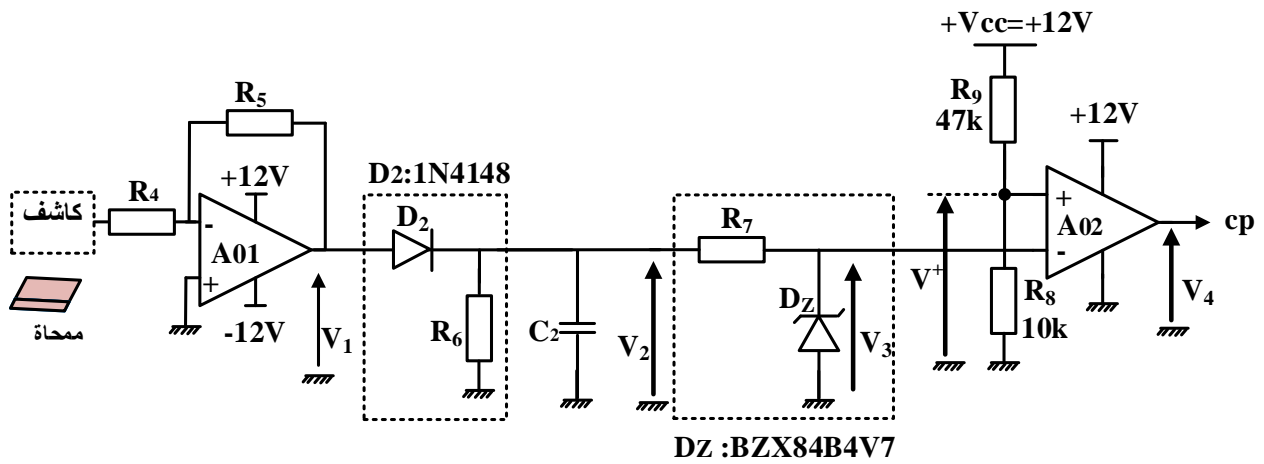 +Vcc=+12V
R5
R9
47k
+12V
D2:1N4148
R4
+12V
كاشف
D2
R7
+
cp
-
A01
A02
+
-
V+
R8
10k
DZ
V4
ممحاة
-12V
V1
R6
C2
V2
V3
DZ :BZX84B4V7